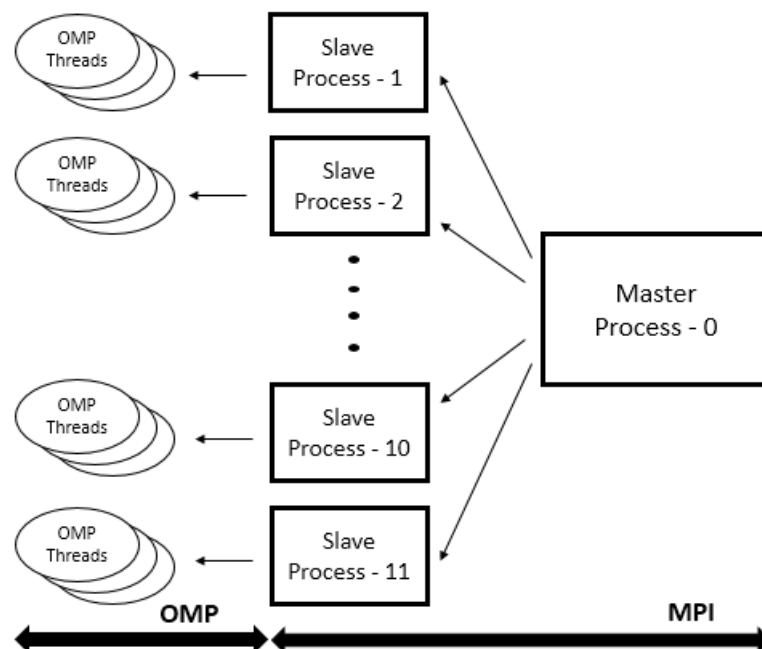 OMP
Threads
Slave
Process - 1
OMP
Threads
Slave
Process - 2
Master
Process - 0
OMP
Threads
Slave
Process - 10
OMP
Threads
Slave
Process - 11
OMP
MPI